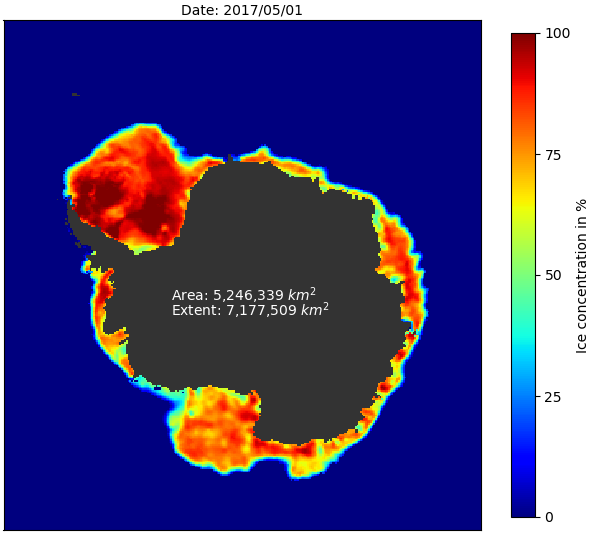 Date: 2017/05/01
100
75
50
25
0
Ice concentration in %
Area: 5,246,339 km²
Extent: 7,177,509 km²